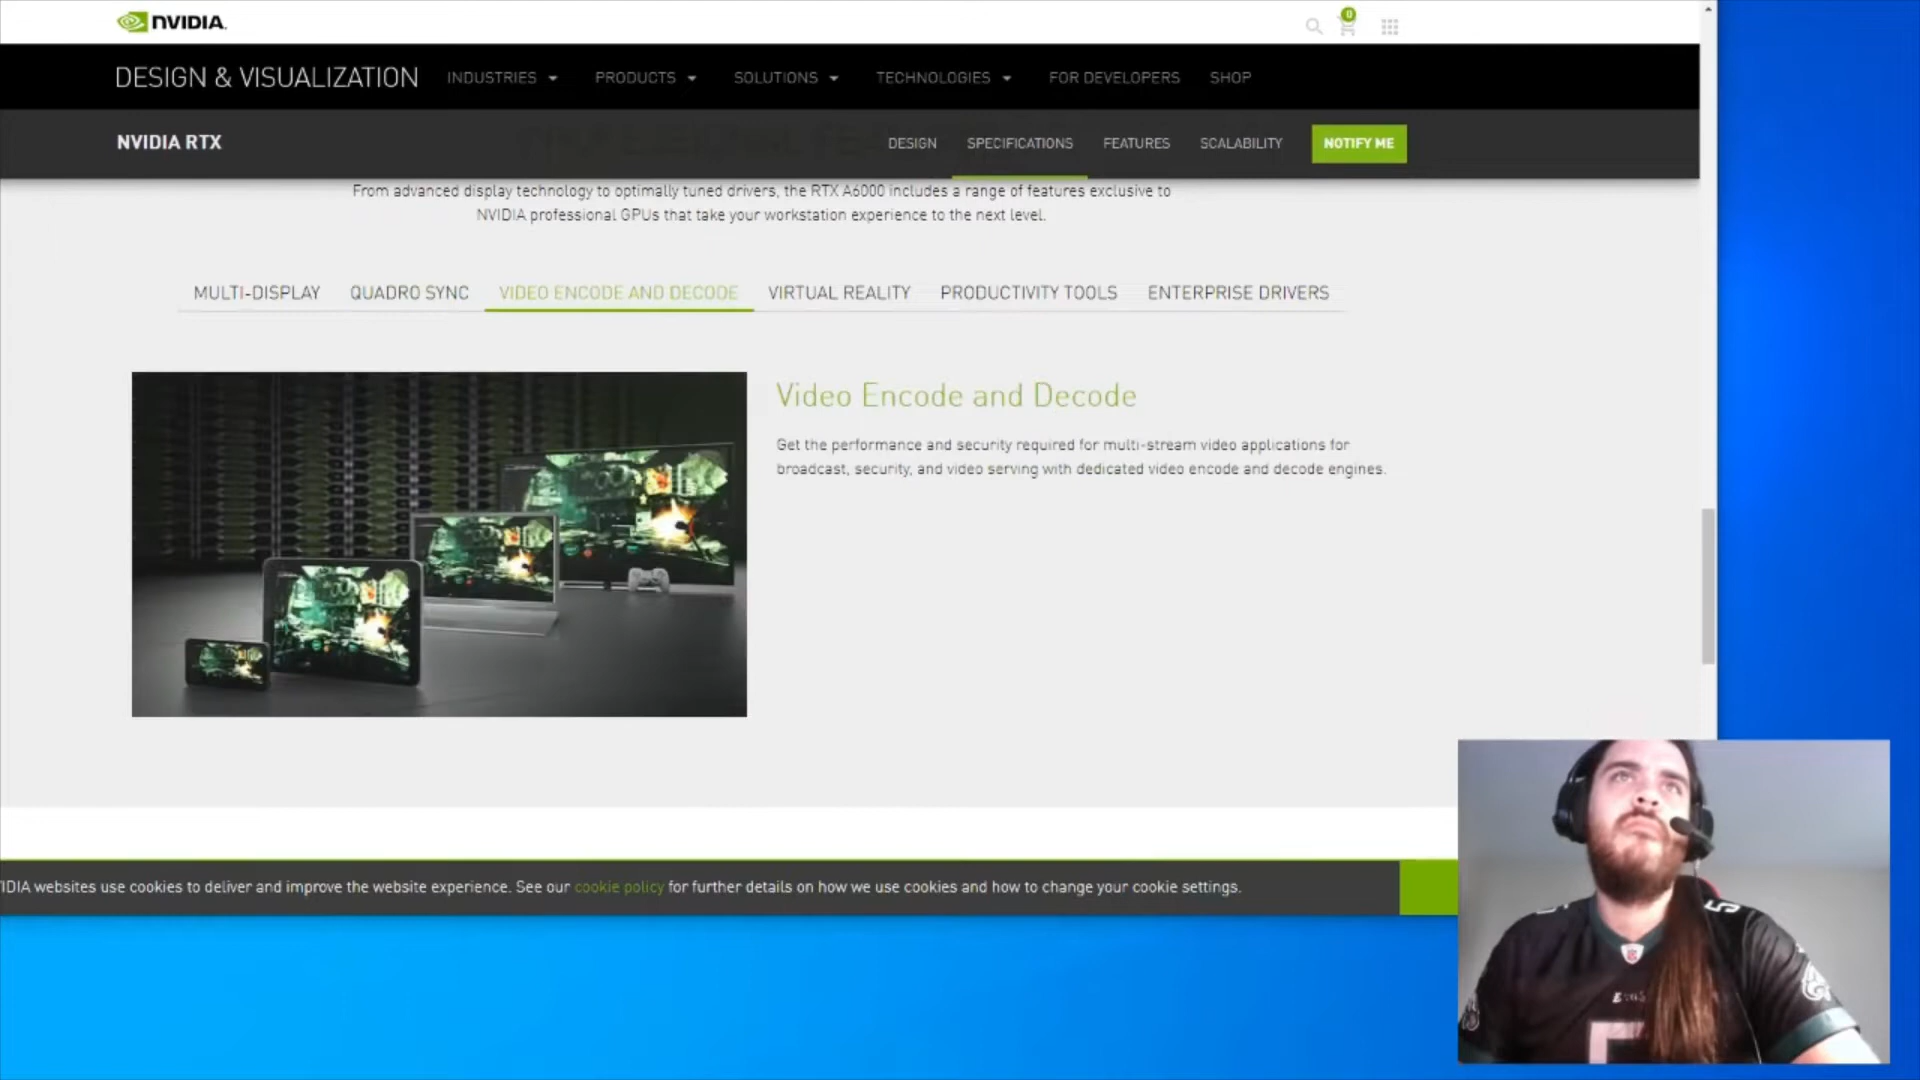 NVIDIA.
0
DESIGN & VISUALIZATION INDUSTRIES PRODUCTS SOLUTIONS TECHNOLOGIES FOR DEVELOPERS SHOP
NVIDIA RTX DESIGN SPECIFICATIONS FEATURES SCALABILITY NOTIFY ME
From advanced display technology to optimally tuned drivers, the RTX A6000 includes a range of features exclusive to
NVIDIA professional GPUs that take your workstation experience to the next level.
MULTI-DISPLAY QUADRO SYNC VIDEO ENCODE AND DECODE VIRTUAL REALITY PRODUCTIVITY TOOLS ENTERPRISE DRIVERS
Video Encode and Decode
Get the performance and security required for multi-stream video applications for
broadcast, security, and video serving with dedicated video encode and decode engines.
IDIA websites use cookies to deliver and improve the website experience. See our cookie policy for further details on how we use cookies and how to change your cookie settings.
5